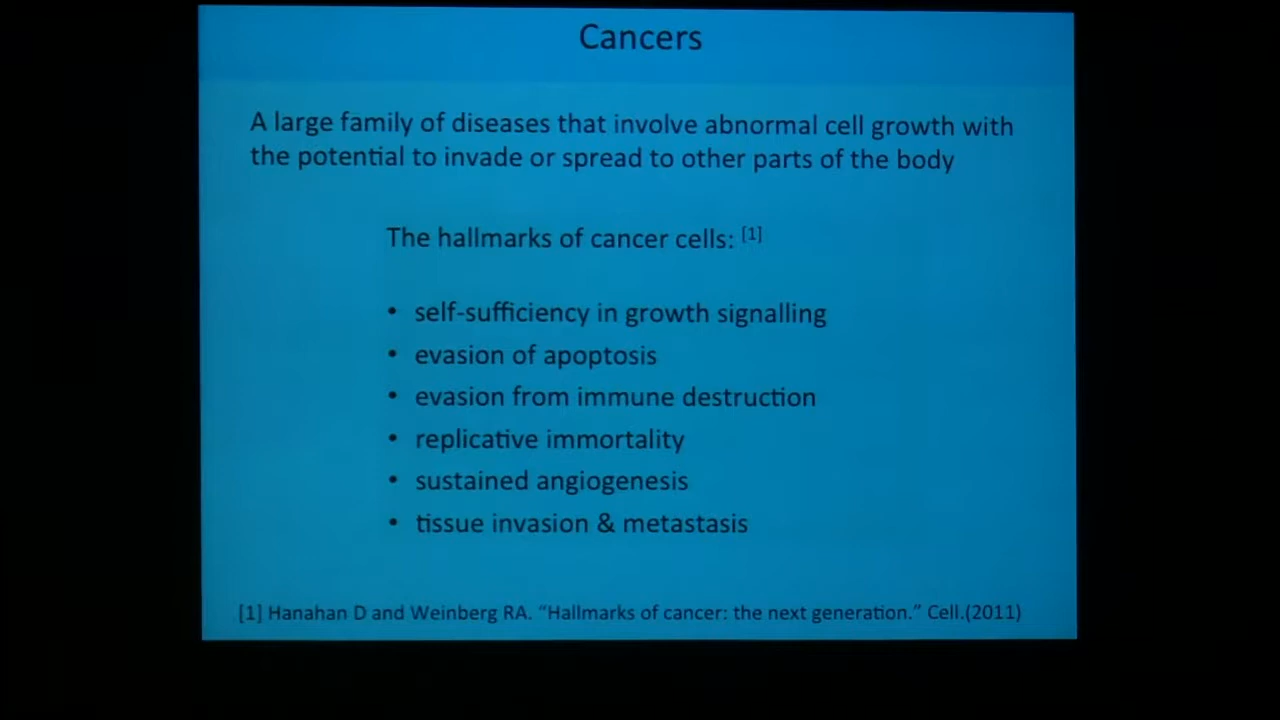 Cancers
A large family of diseases that involve abnormal cell growth with
the potential to invade or spread to other parts of the body
The hallmarks of cancer cells: [1]
• self-sufficiency in growth signalling
• evasion of apoptosis
• evasion from immune destruction
• replicative immortality
• sustained angiogenesis
• tissue invasion & metastasis
[1] Hanahan D and Weinberg RA. “Hallmarks of cancer: the next generation.” Cell.(2011)